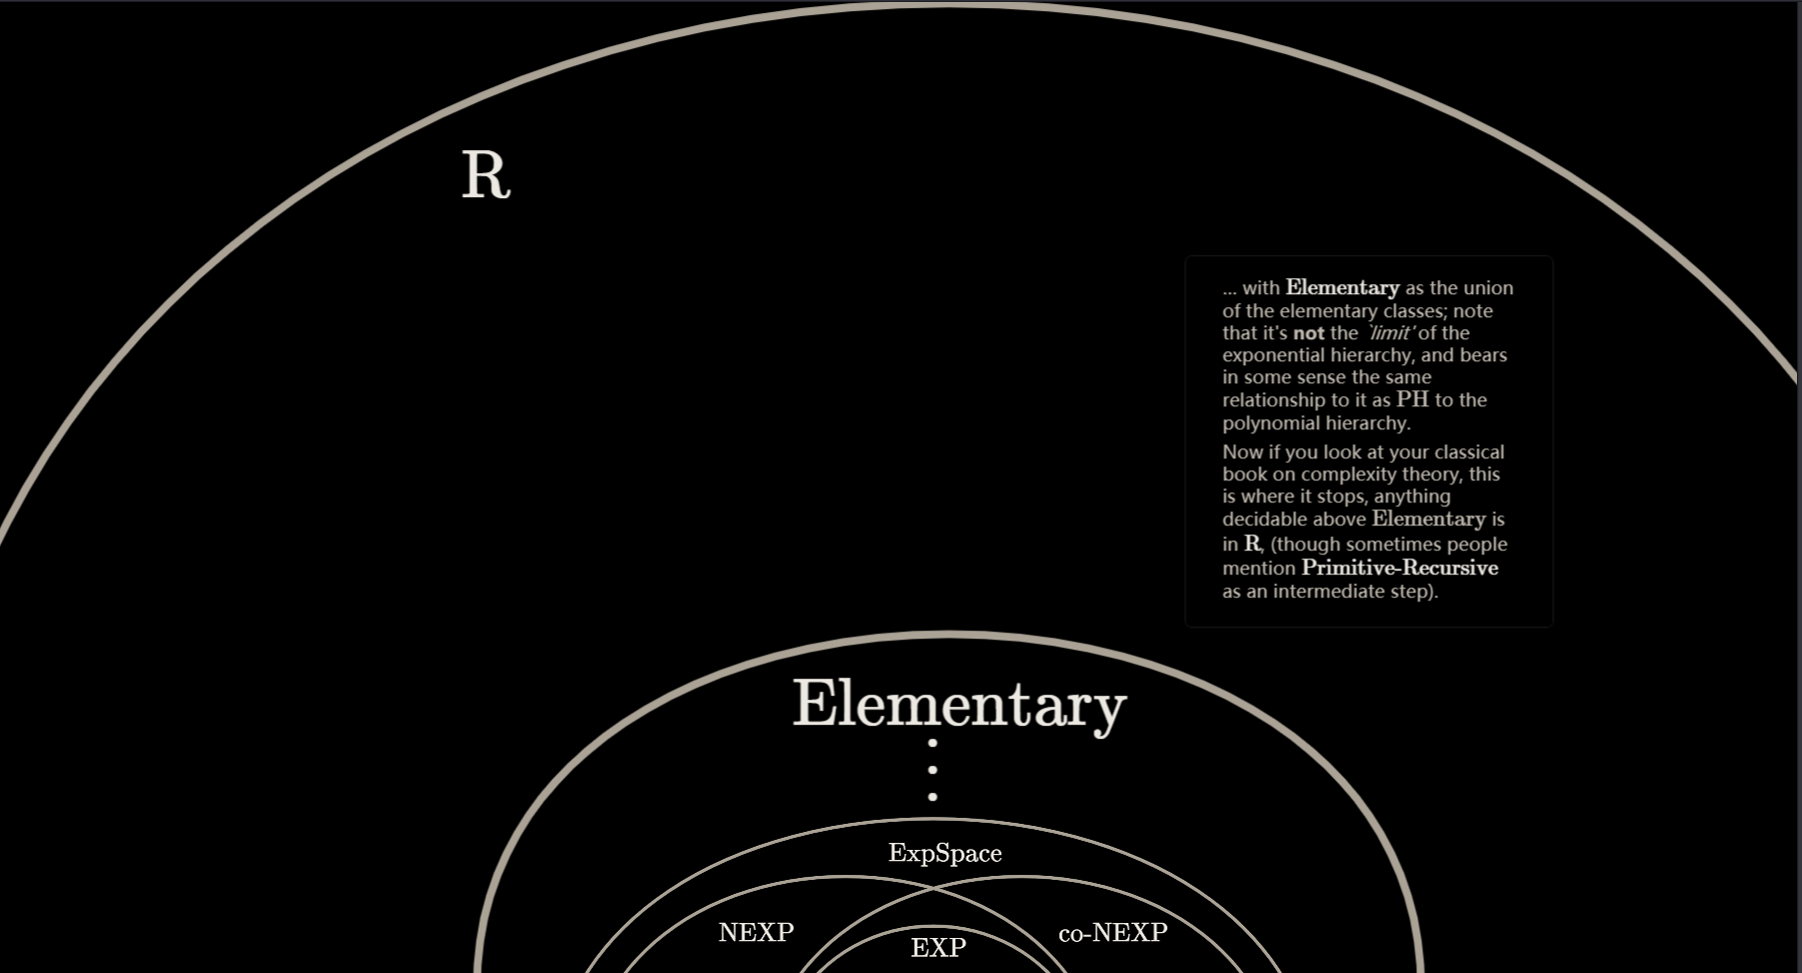 R
... with Elementary as the union
of the elementary classes; note
that it's not the `limit' of the
exponential hierarchy, and bears
in some sense the same
relationship to it as PH to the
polynomial hierarchy.
Now if you look at your classical
book on complexity theory, this
is where it stops, anything
decidable above Elementary is
in R, (though sometimes people
mention Primitive-Recursive
as an intermediate step).
Elementary
ExpSpace
NEXP
co-NEXP
EXP